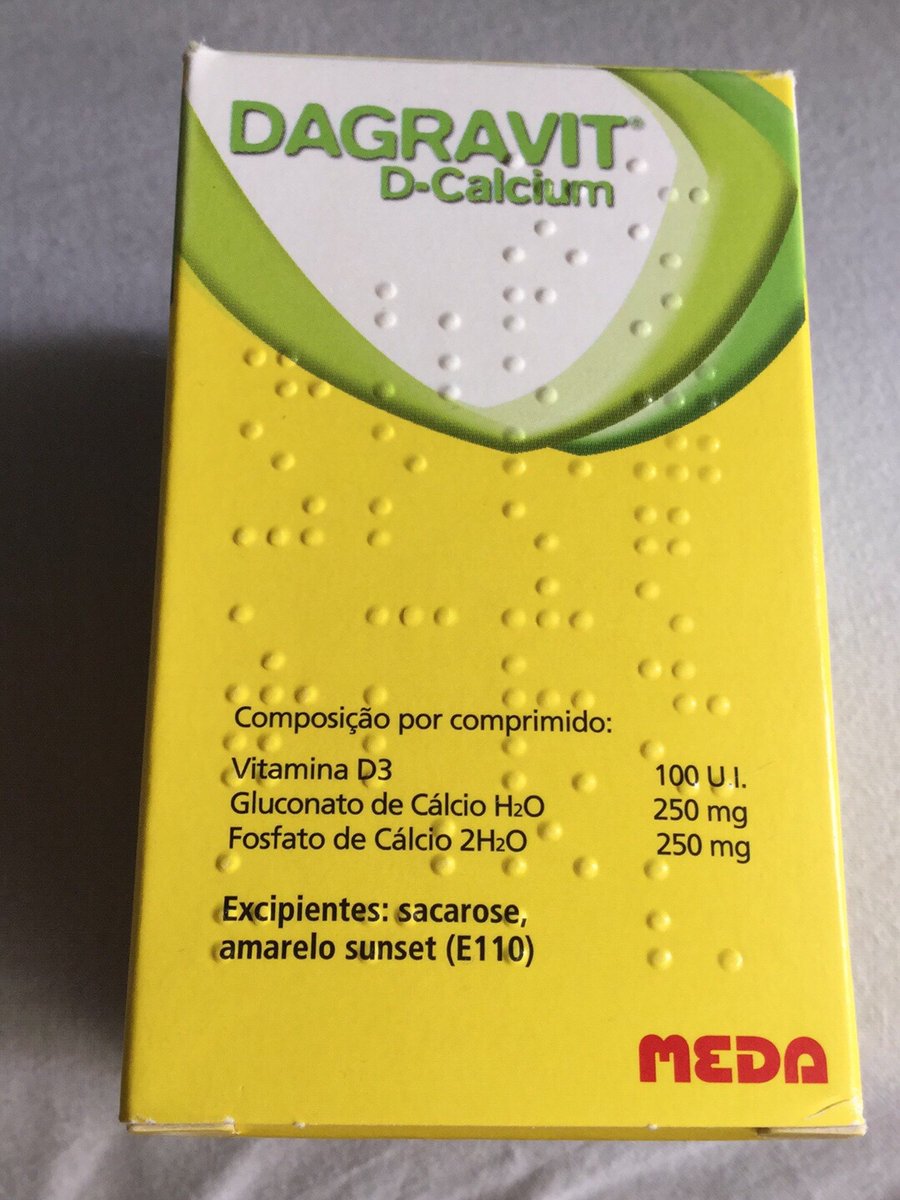 DAGRAVIT®
D-Calcium
Composição por comprimido:
Vitamina D3 100 U.I.
Gluconato de Cálcio H₂O 250 mg
Fosfato de Cálcio 2H₂O 250 mg
Excipientes: sacarose,
amarelo sunset (E110)
MEDA